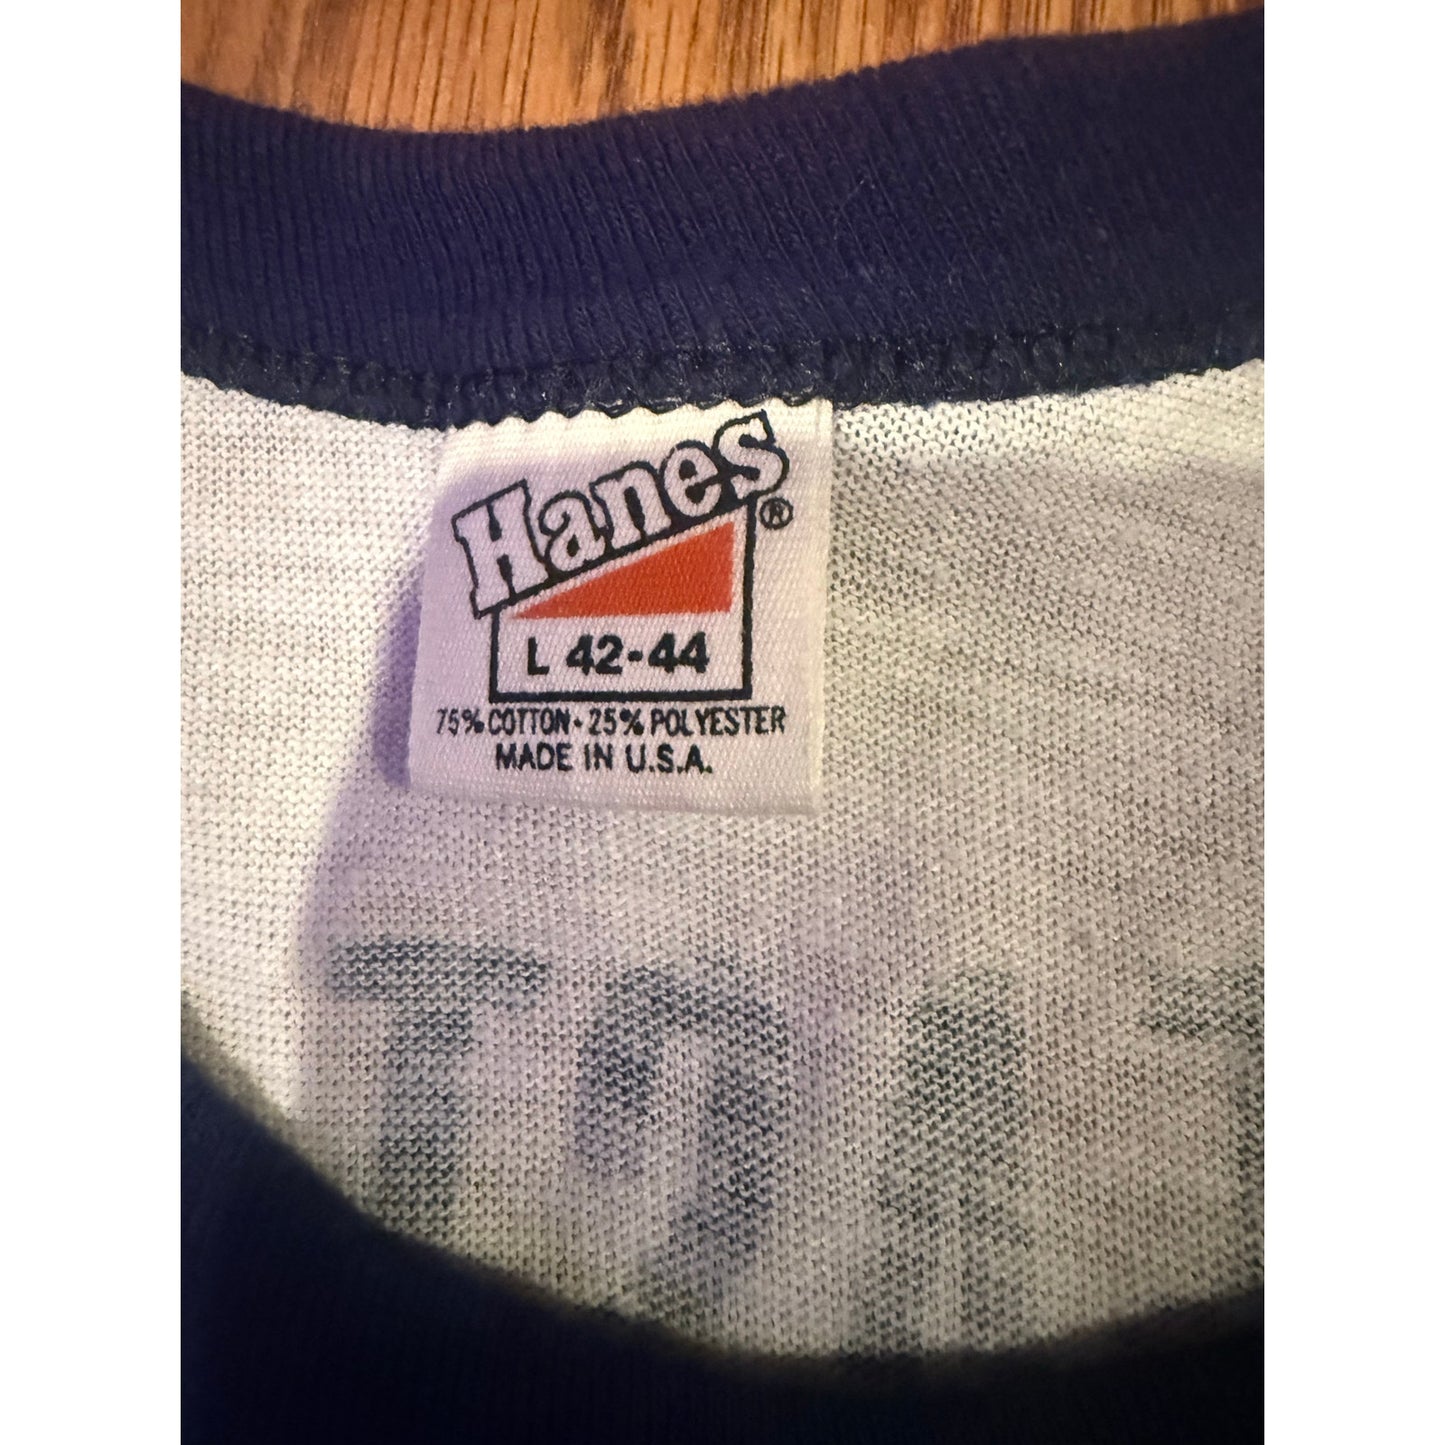 Hanes®
L 42-44
75% COTTON • 25% POLYESTER
MADE IN U.S.A.